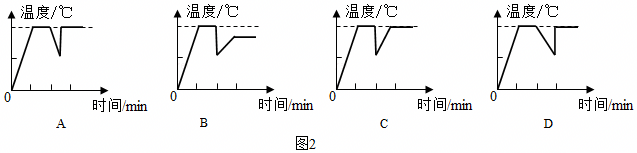 温度/℃ 温度/℃ 温度/℃ 温度/℃
0 0 0 0
时间/min 时间/min 时间/min 时间/min
A B C D
图2